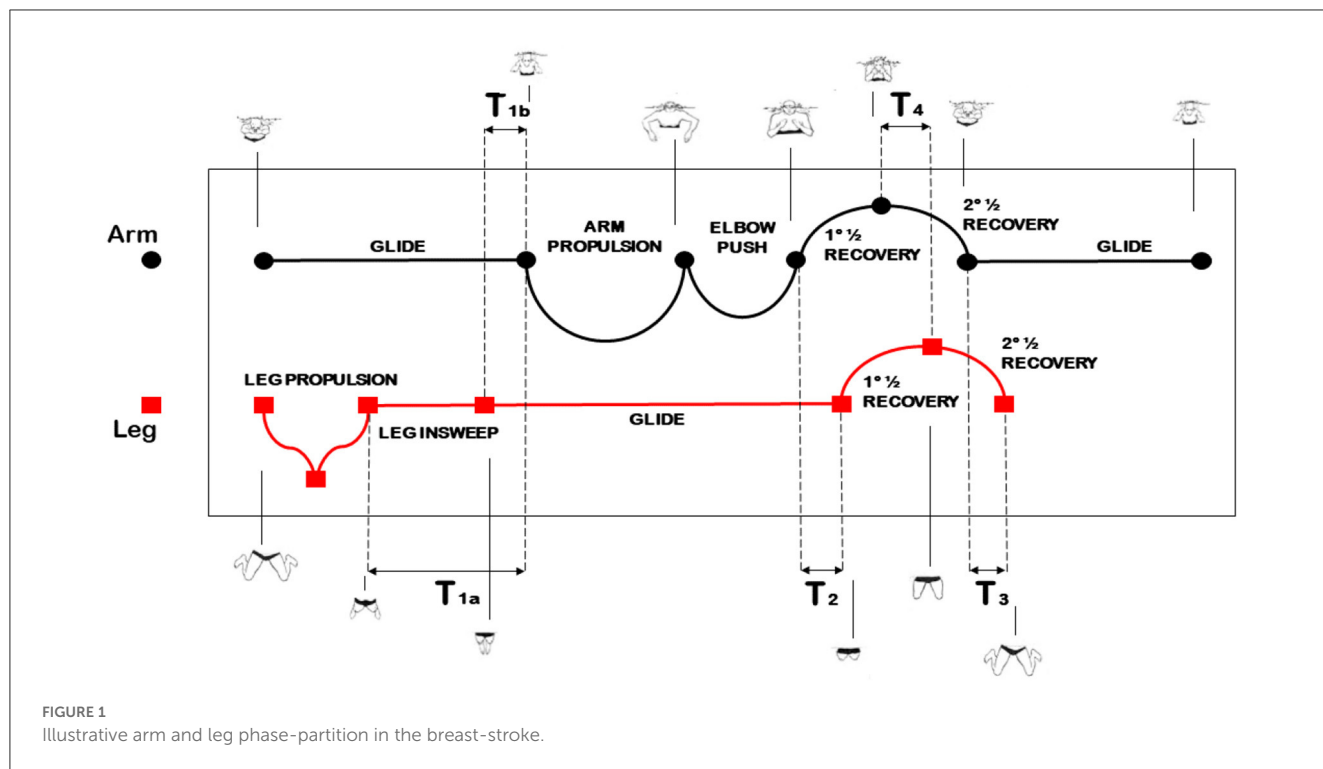 T1b
T4
Arm
GLIDE
ARM
PROPULSION
ELBOW
PUSH
1° ½
RECOVERY
2° ½
RECOVERY
GLIDE
Leg
LEG PROPULSION
LEG INSWEEP
GLIDE
1° ½
RECOVERY
2° ½
RECOVERY
T1a
T2
T3
FIGURE 1
Illustrative arm and leg phase-partition in the breast-stroke.